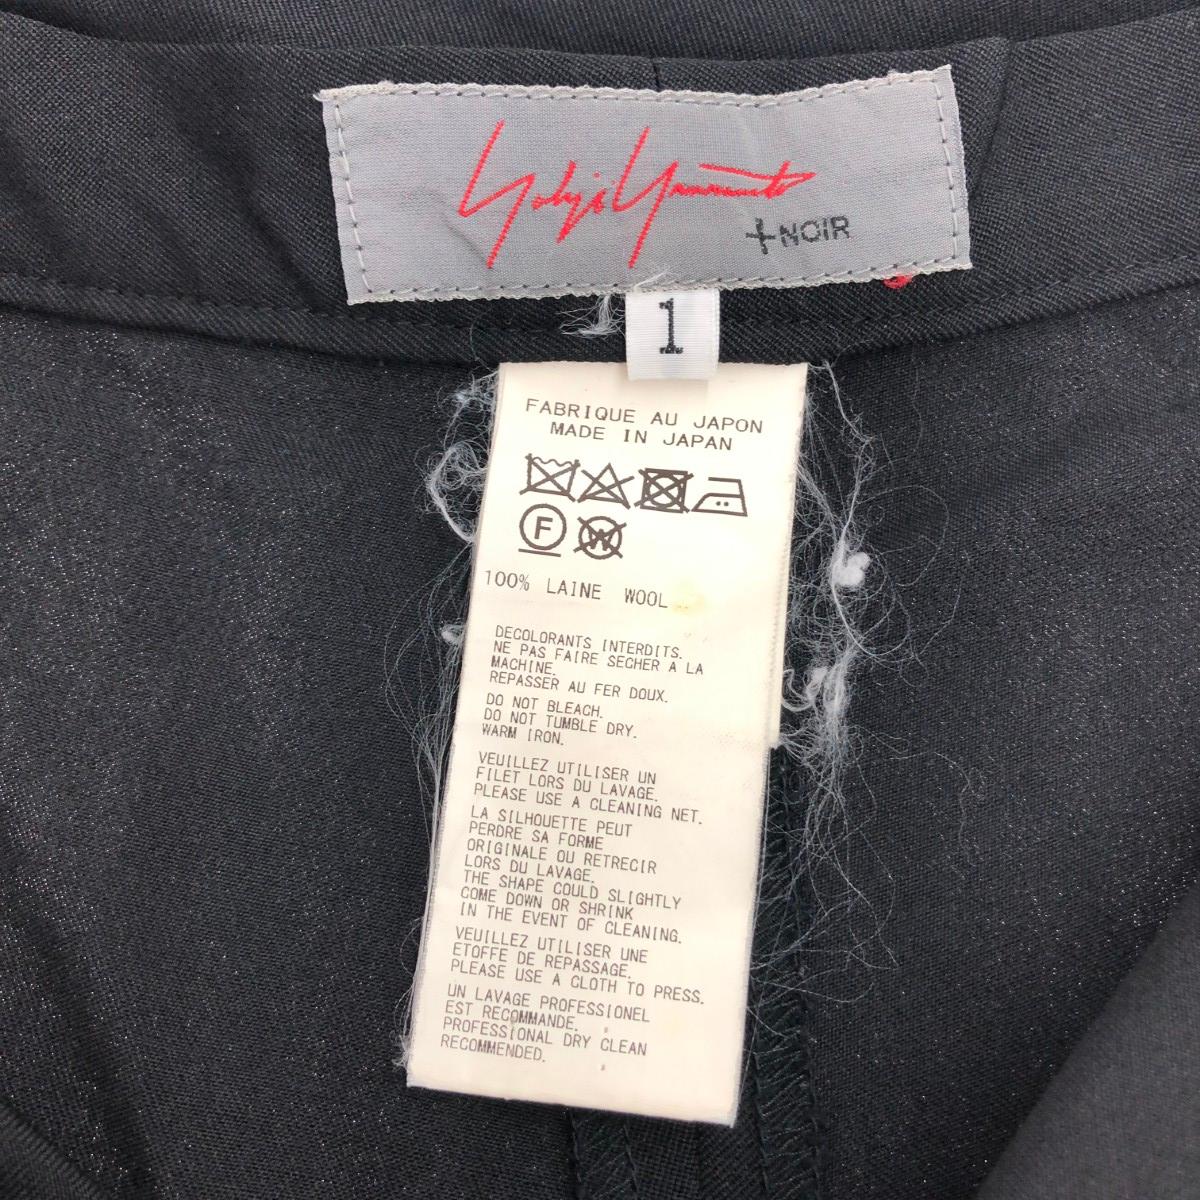 Yohji Yamamoto
+NOIR
1
FABRIQUE AU JAPON
MADE IN JAPAN
F W
100% LAINE WOOL
DECOLORANTS INTERDITS.
NE PAS FAIRE SECHER A LA
MACHINE.
REPASSER AU FER DOUX.
DO NOT BLEACH.
DO NOT TUMBLE DRY.
WARM IRON.
VEUILLEZ UTILISER UN
FILET LORS DU LAVAGE.
PLEASE USE A CLEANING NET.
LA SILHOUETTE PEUT
PERDRE SA FORME
ORIGINALE OU RETRECIR
LORS DU LAVAGE.
THE SHAPE COULD SLIGHTLY
COME DOWN OR SHRINK
IN THE EVENT OF CLEANING.
VEUILLEZ UTILISER UNE
ETOFFE DE REPASSAGE.
PLEASE USE A CLOTH TO PRESS.
UN LAVAGE PROFESSIONEL
EST RECOMMANDE.
PROFESSIONAL DRY CLEAN
RECOMMENDED.